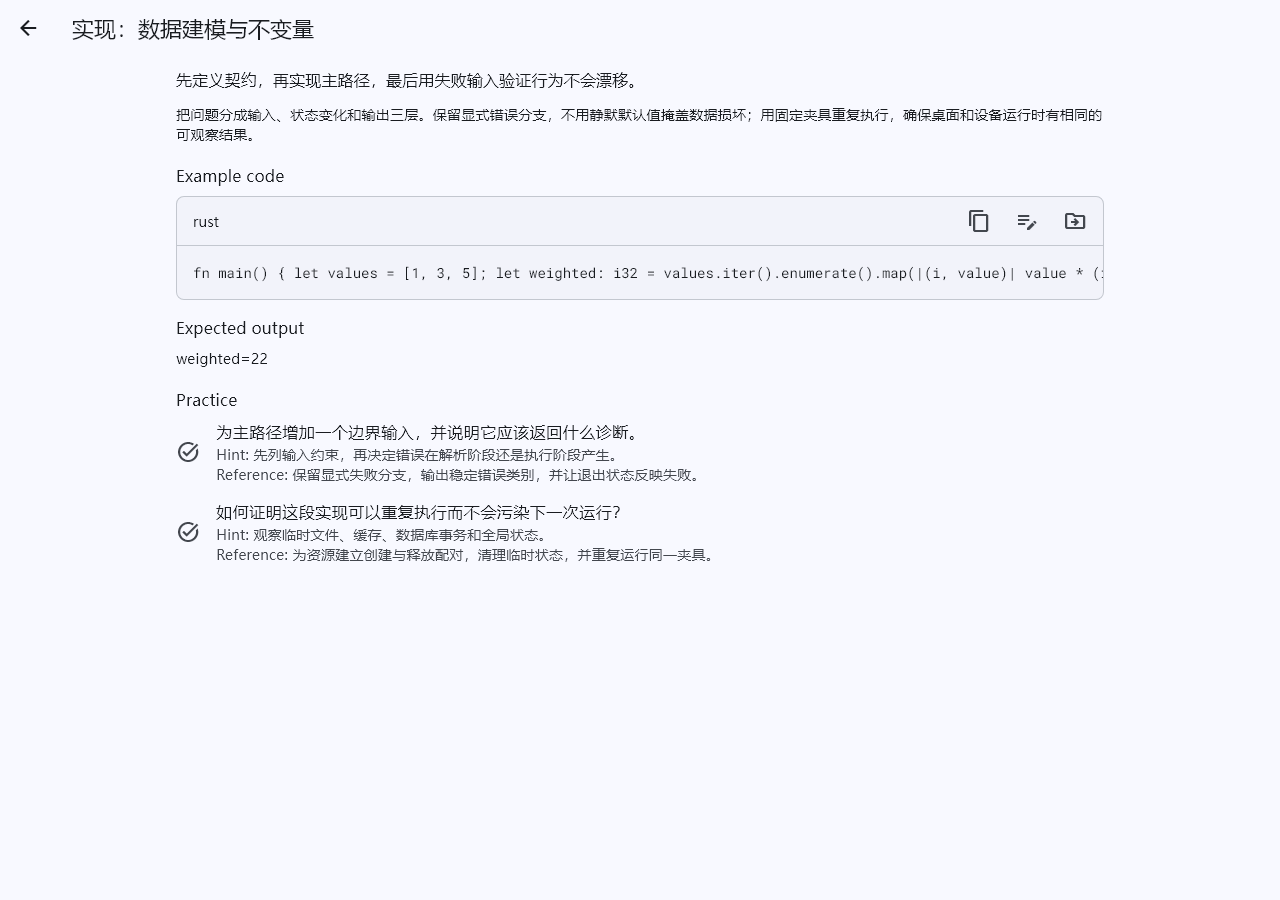 实现：数据建模与不变量
先定义契约，再实现主路径，最后用失败输入验证行为不会漂移。
把问题分成输入、状态变化和输出三层。保留显式错误分支，不用静默默认值掩盖数据损坏；用固定夹具重复执行，确保桌面和设备运行时有相同的
可观察结果。
Example code
rust
fn main() { let values = [1, 3, 5]; let weighted: i32 = values.iter().enumerate().map(|(i, value)| value * (i
Expected output
weighted=22
Practice
为主路径增加一个边界输入，并说明它应该返回什么诊断。
Hint: 先列输入约束，再决定错误在解析阶段还是执行阶段产生。
Reference: 保留显式失败分支，输出稳定错误类别，并让退出状态反映失败。
如何证明这段实现可以重复执行而不会污染下一次运行？
Hint: 观察临时文件、缓存、数据库事务和全局状态。
Reference: 为资源建立创建与释放配对，清理临时状态，并重复运行同一夹具。